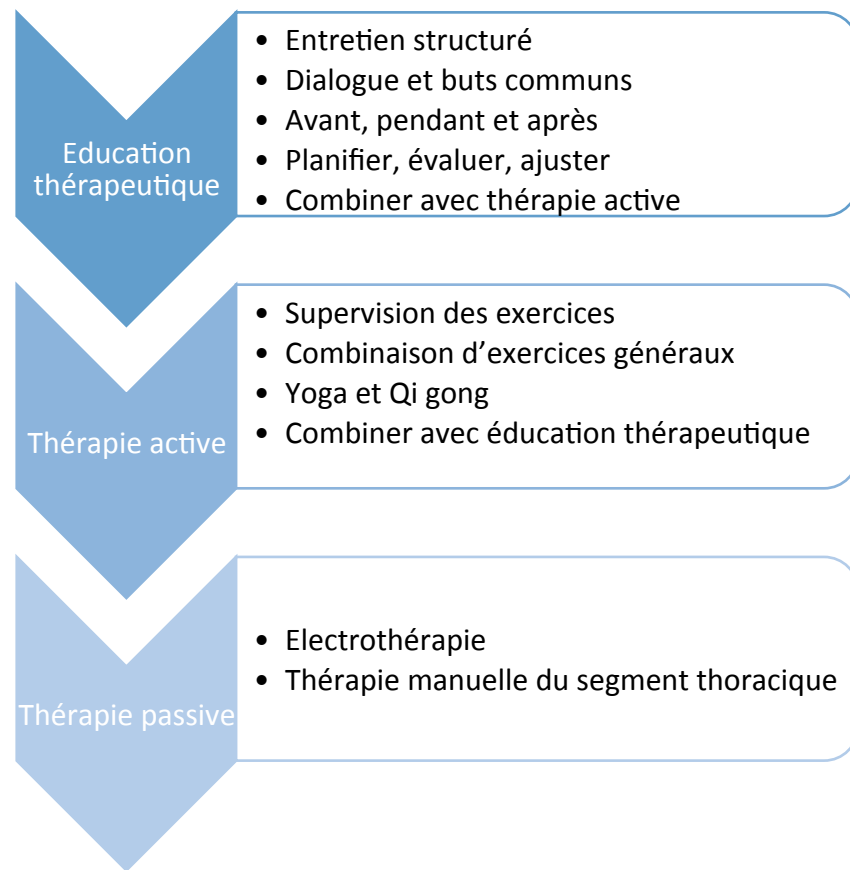 Education
thérapeutique
• Entretien structuré
• Dialogue et buts communs
• Avant, pendant et après
• Planifier, évaluer, ajuster
• Combiner avec thérapie active
Thérapie active
• Supervision des exercices
• Combinaison d’exercices généraux
• Yoga et Qi gong
• Combiner avec éducation thérapeutique
Thérapie passive
• Electrothérapie
• Thérapie manuelle du segment thoracique